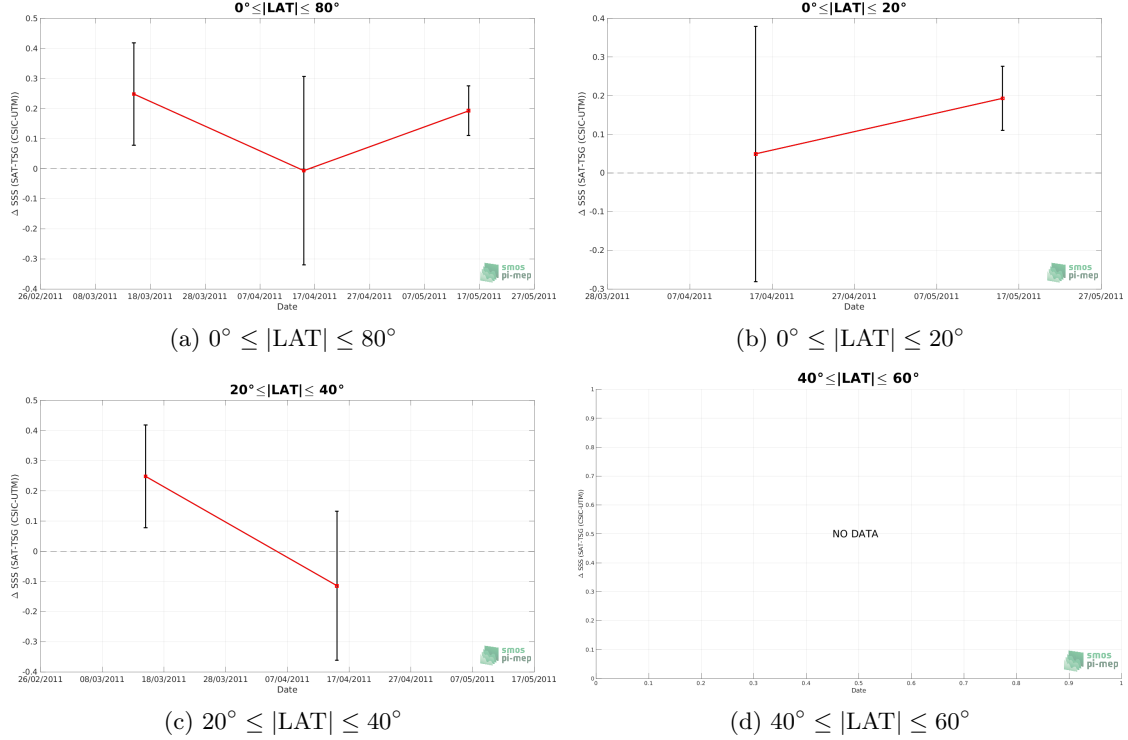 0°≤|LAT|≤ 80°
Δ SSS (SAT-TSG (CSIC-UTM))
0.5
0.4
0.3
0.2
0.1
0
-0.1
-0.2
-0.3
-0.4
26/02/2011 08/03/2011 18/03/2011 28/03/2011 07/04/2011 17/04/2011 27/04/2011 07/05/2011 17/05/2011 27/05/2011
Date
smos
pi-mep
(a) 0° ≤ |LAT| ≤ 80°
0°≤|LAT|≤ 20°
Δ SSS (SAT-TSG (CSIC-UTM))
0.4
0.3
0.2
0.1
0
-0.1
-0.2
-0.3
28/03/2011 07/04/2011 17/04/2011 27/04/2011 07/05/2011 17/05/2011 27/05/2011
Date
smos
pi-mep
(b) 0° ≤ |LAT| ≤ 20°
20°≤|LAT|≤ 40°
Δ SSS (SAT-TSG (CSIC-UTM))
0.5
0.4
0.3
0.2
0.1
0
-0.1
-0.2
-0.3
-0.4
26/02/2011 08/03/2011 18/03/2011 28/03/2011 07/04/2011 17/04/2011 27/04/2011 07/05/2011 17/05/2011
Date
smos
pi-mep
(c) 20° ≤ |LAT| ≤ 40°
40°≤|LAT|≤ 60°
Δ SSS (SAT-TSG (CSIC-UTM))
1
0.9
0.8
0.7
0.6
0.5
0.4
0.3
0.2
0.1
0
NO DATA
0 0.1 0.2 0.3 0.4 0.5 0.6 0.7 0.8 0.9 1
Date
smos
pi-mep
(d) 40° ≤ |LAT| ≤ 60°